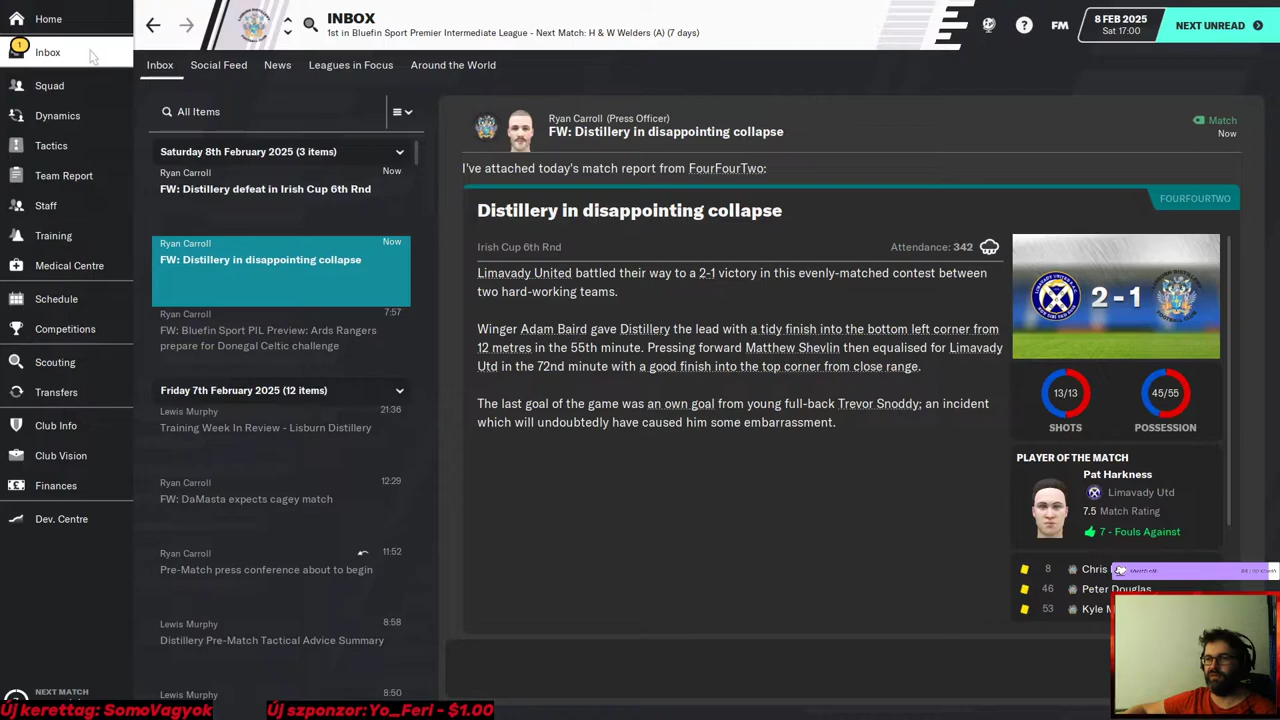 Home
1
Inbox
Squad
Dynamics
Tactics
Team Report
Staff
Training
Medical Centre
Schedule
Competitions
Scouting
Transfers
Club Info
Club Vision
Finances
Dev. Centre
NEXT MATCH
INBOX
1st in Bluefin Sport Premier Intermediate League - Next Match: H & W Welders (A) (7 days)
FM
8 FEB 2025
Sat 17:00
NEXT UNREAD
Inbox
Social Feed
News
Leagues in Focus
Around the World
All Items
Saturday 8th February 2025 (3 items)
Ryan Carroll
Now
FW: Distillery defeat in Irish Cup 6th Rnd
Ryan Carroll
Now
FW: Distillery in disappointing collapse
Ryan Carroll
7:57
FW: Bluefin Sport PIL Preview: Ards Rangers
prepare for Donegal Celtic challenge
Friday 7th February 2025 (12 items)
Lewis Murphy
21:36
Training Week In Review - Lisburn Distillery
Ryan Carroll
12:29
FW: DaMasta expects cagey match
Ryan Carroll
11:52
Pre-Match press conference about to begin
Lewis Murphy
8:58
Distillery Pre-Match Tactical Advice Summary
Lewis Murphy
8:50
Ryan Carroll (Press Officer)
FW: Distillery in disappointing collapse
Match
Now
I've attached today's match report from FourFourTwo:
FOURFOURTWO
Distillery in disappointing collapse
Irish Cup 6th Rnd
Attendance: 342
Limavady United battled their way to a 2-1 victory in this evenly-matched contest between
two hard-working teams.
Winger Adam Baird gave Distillery the lead with a tidy finish into the bottom left corner from
12 metres in the 55th minute. Pressing forward Matthew Shevlin then equalised for Limavady
Utd in the 72nd minute with a good finish into the top corner from close range.
The last goal of the game was an own goal from young full-back Trevor Snoddy; an incident
which will undoubtedly have caused him some embarrassment.
2 - 1
13/13
SHOTS
45/55
POSSESSION
PLAYER OF THE MATCH
Pat Harkness
Limavady Utd
7.5 Match Rating
7 - Fouls Against
8 Chris
46 Peter Douglas
53 Kyle
Új kerettag: SomoVagyok
Új szponzor: Yo_Feri - $1.00